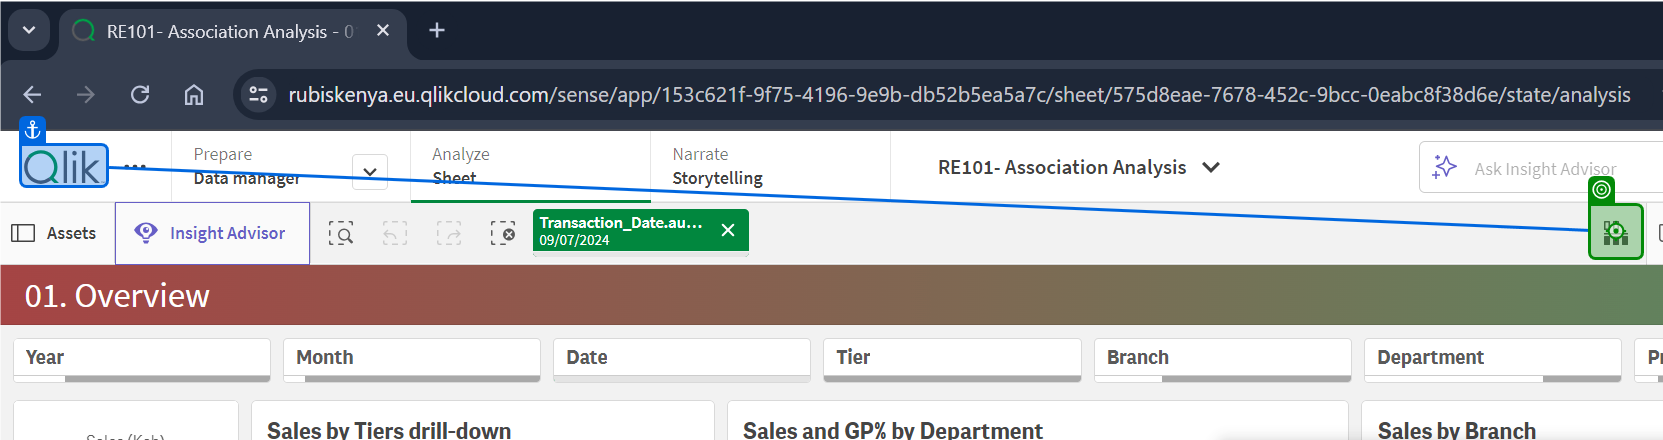 RE101- Association Analysis - 0
rubiskenya.eu.qlikcloud.com/sense/app/153c621f-9f75-4196-9e9b-db52b5ea5a7c/sheet/575d8eae-7678-452c-9bcc-0eabc8f38d6e/state/analysis
Qlik
Prepare
Data manager
Analyze
Sheet
Narrate
Storytelling
RE101- Association Analysis
Ask Insight Advisor
Assets
Insight Advisor
Transaction_Date.au...
09/07/2024
01. Overview
Year
Month
Date
Tier
Branch
Department
Sales by Tiers drill-down
Sales and GP% by Department
Sales by Branch